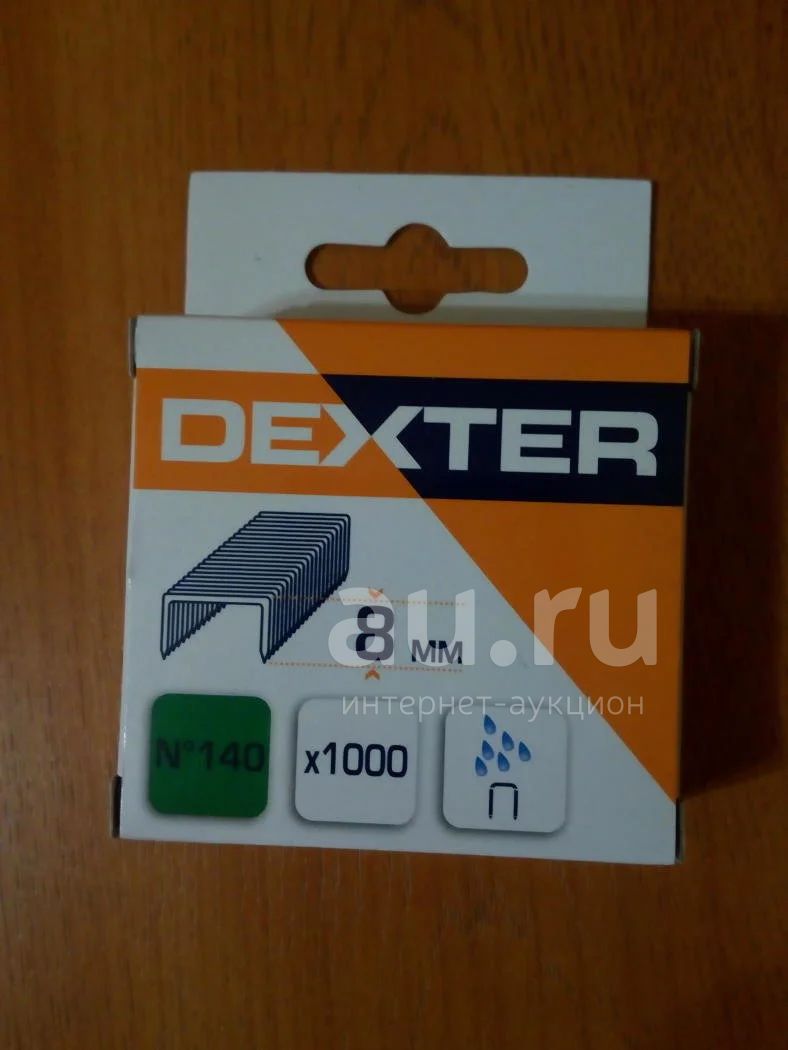 DEXTER
8 мм
au.ru
интернет-аукцион
N°140
x1000